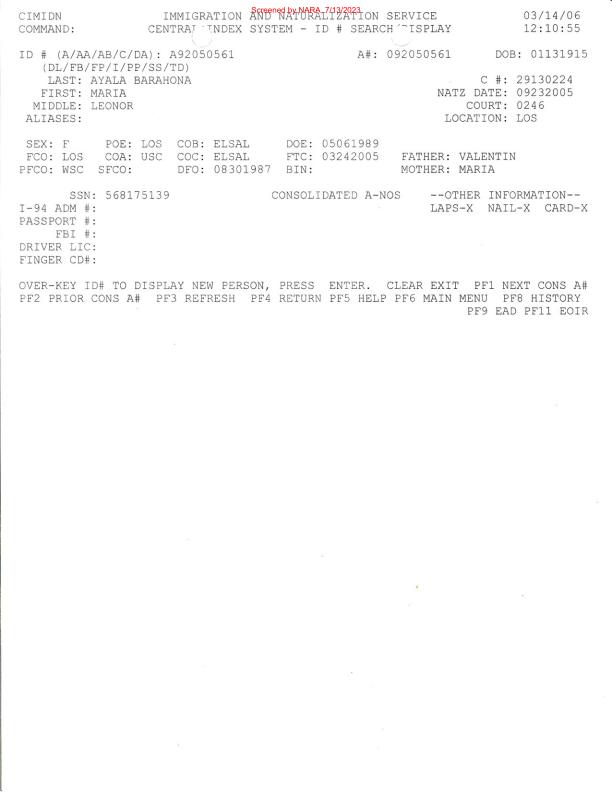 Screened by NARA, 7/13/2023
CIMIDN IMMIGRATION AND NATURALIZATION SERVICE 03/14/06
COMMAND: CENTRAL INDEX SYSTEM - ID # SEARCH DISPLAY 12:10:55
ID # (A/AA/AB/C/DA): A92050561 A#: 092050561 DOB: 01131915
(DL/FB/FP/I/PP/SS/TD)
LAST: AYALA BARAHONA C #: 29130224
FIRST: MARIA NATZ DATE: 09232005
MIDDLE: LEONOR COURT: 0246
ALIASES: LOCATION: LOS
SEX: F POE: LOS COB: ELSAL DOE: 05061989
FCO: LOS COA: USC COC: ELSAL FTC: 03242005 FATHER: VALENTIN
PFCO: WSC SFCO: DFO: 08301987 BIN: MOTHER: MARIA
SSN: 568175139 CONSOLIDATED A-NOS --OTHER INFORMATION--
I-94 ADM #: LAPS-X NAIL-X CARD-X
PASSPORT #:
FBI #:
DRIVER LIC:
FINGER CD#:
OVER-KEY ID# TO DISPLAY NEW PERSON, PRESS ENTER. CLEAR EXIT PF1 NEXT CONS A#
PF2 PRIOR CONS A# PF3 REFRESH PF4 RETURN PF5 HELP PF6 MAIN MENU PF8 HISTORY
PF9 EAD PF11 EOIR